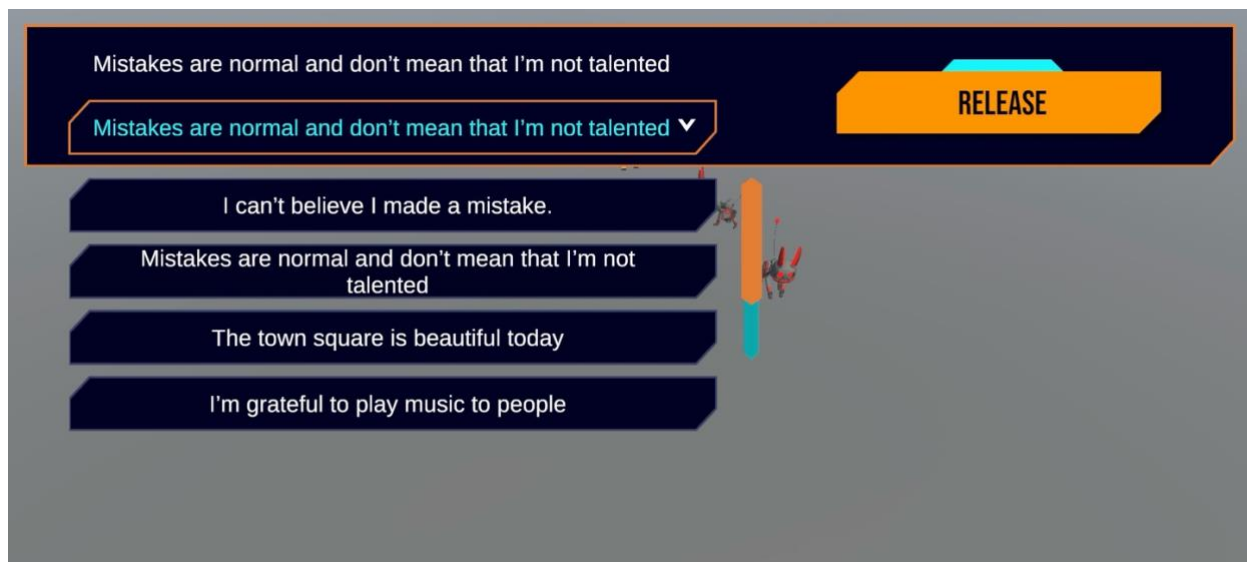 Mistakes are normal and don’t mean that I’m not talented
RELEASE
Mistakes are normal and don’t mean that I’m not talented
I can’t believe I made a mistake.
Mistakes are normal and don’t mean that I’m not
talented
The town square is beautiful today
I’m grateful to play music to people